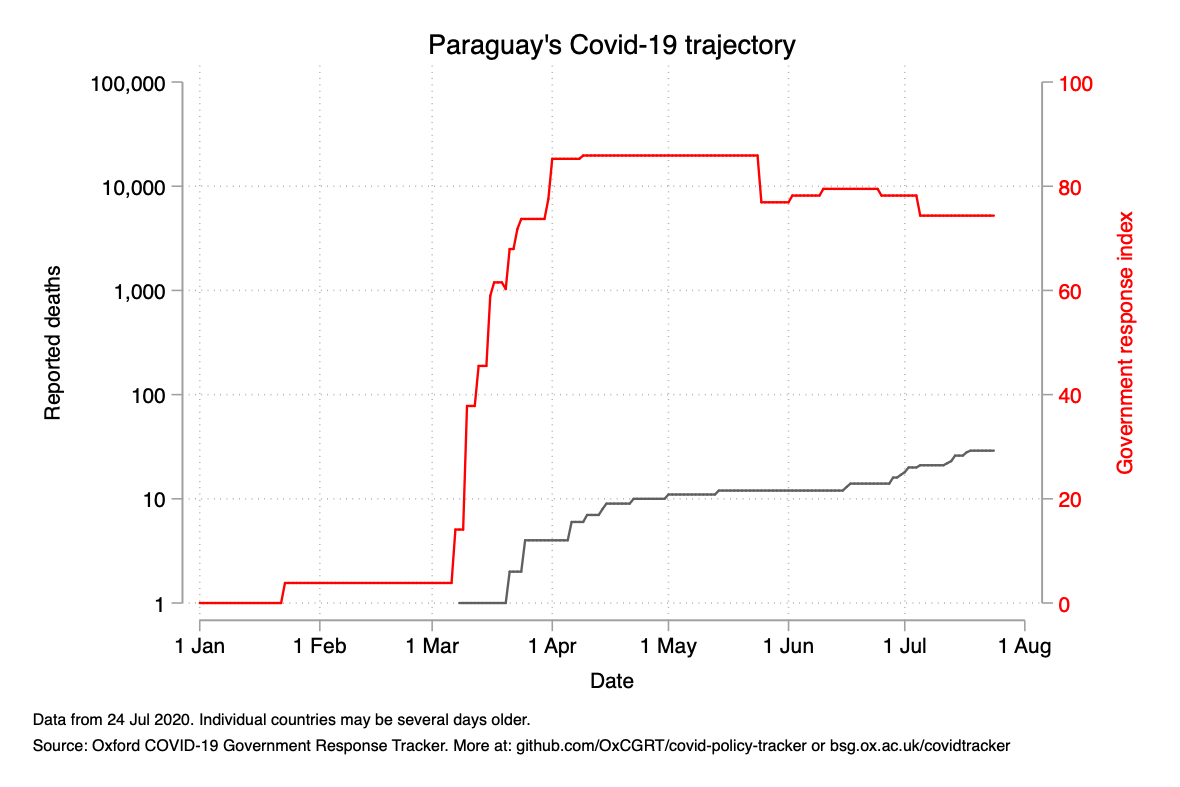 Paraguay's Covid-19 trajectory
100,000
10,000
1,000
100
10
1
Reported deaths
100
80
60
40
20
0
Government response index
1 Jan 1 Feb 1 Mar 1 Apr 1 May 1 Jun 1 Jul 1 Aug
Date
Data from 24 Jul 2020. Individual countries may be several days older.
Source: Oxford COVID-19 Government Response Tracker. More at: github.com/OxCGRT/covid-policy-tracker or bsg.ox.ac.uk/covidtracker